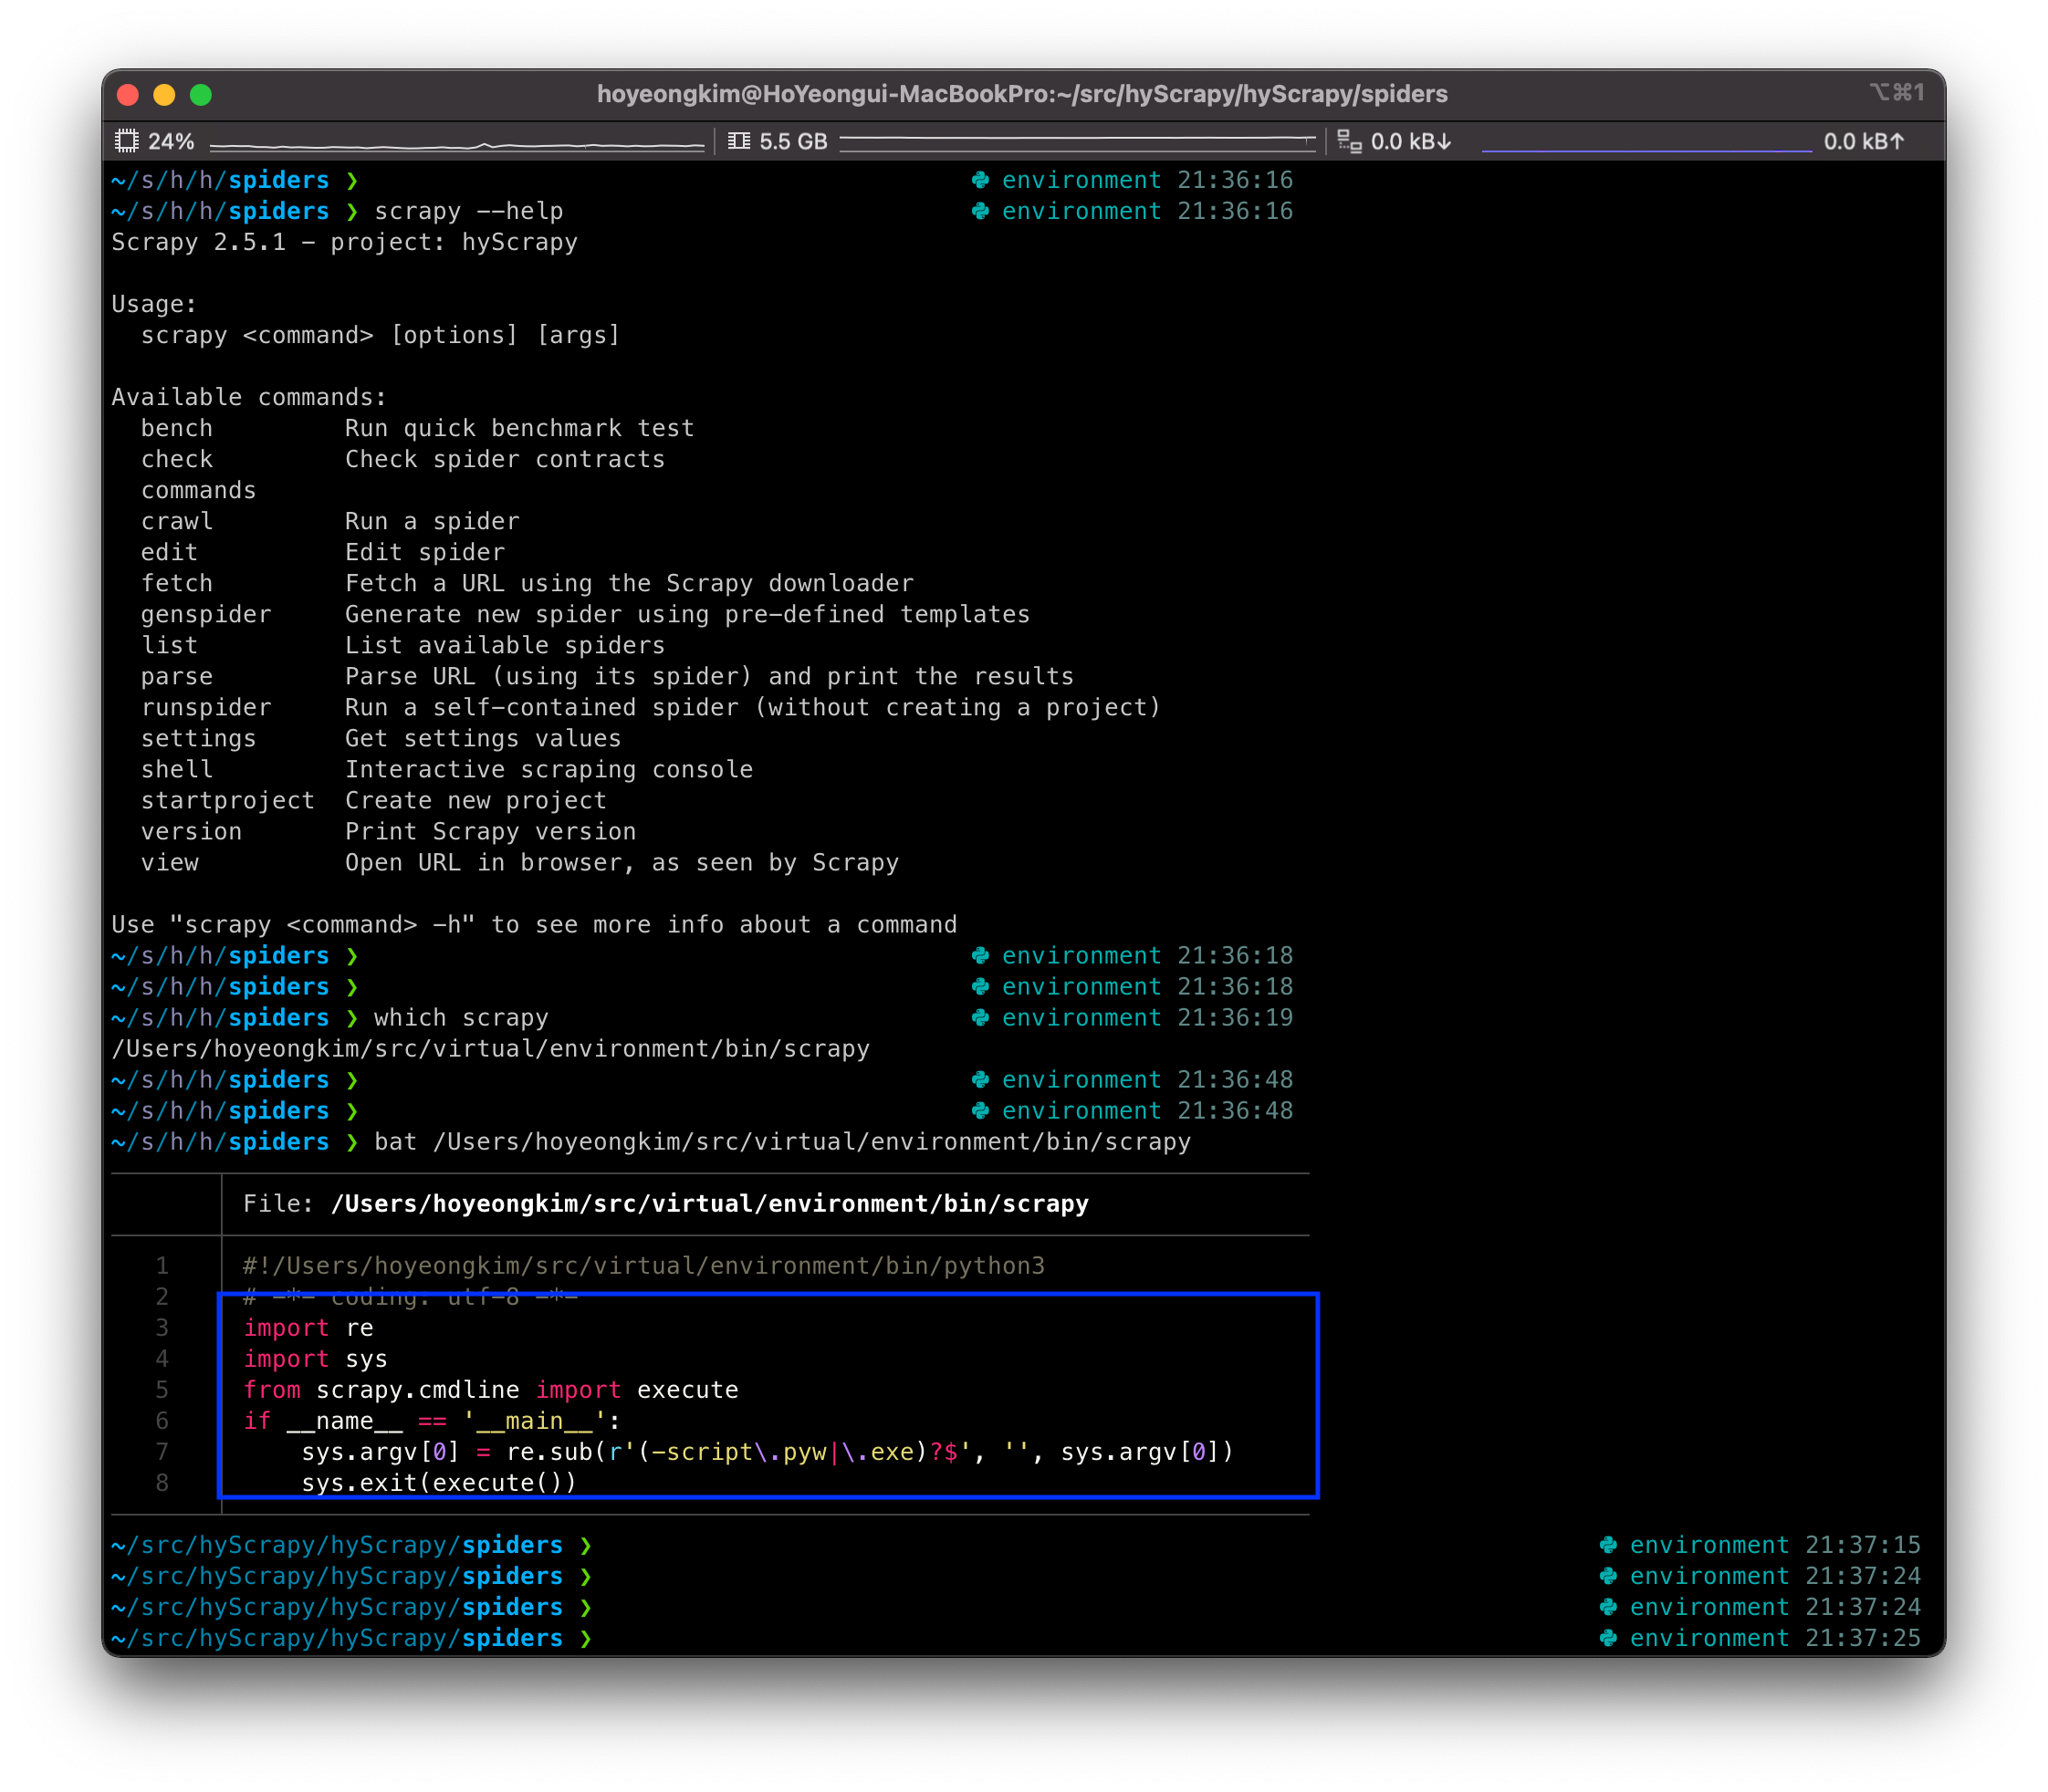 hoyeongkim@HoYeongui-MacBookPro:~/src/hyScrapy/hyScrapy/spiders ⌥⌘1
24% 5.5 GB 0.0 kB↓ 0.0 kB↑
~/s/h/h/spiders ❯ environment 21:36:16
~/s/h/h/spiders ❯ scrapy --help environment 21:36:16
Scrapy 2.5.1 - project: hyScrapy
Usage:
scrapy <command> [options] [args]
Available commands:
bench Run quick benchmark test
check Check spider contracts
commands
crawl Run a spider
edit Edit spider
fetch Fetch a URL using the Scrapy downloader
genspider Generate new spider using pre-defined templates
list List available spiders
parse Parse URL (using its spider) and print the results
runspider Run a self-contained spider (without creating a project)
settings Get settings values
shell Interactive scraping console
startproject Create new project
version Print Scrapy version
view Open URL in browser, as seen by Scrapy
Use "scrapy <command> -h" to see more info about a command
~/s/h/h/spiders ❯ environment 21:36:18
~/s/h/h/spiders ❯ environment 21:36:18
~/s/h/h/spiders ❯ which scrapy environment 21:36:19
/Users/hoyeongkim/src/virtual/environment/bin/scrapy
~/s/h/h/spiders ❯ environment 21:36:48
~/s/h/h/spiders ❯ environment 21:36:48
~/s/h/h/spiders ❯ bat /Users/hoyeongkim/src/virtual/environment/bin/scrapy
File: /Users/hoyeongkim/src/virtual/environment/bin/scrapy
1 #!/Users/hoyeongkim/src/virtual/environment/bin/python3
2 # -*- coding: utf-8 -*-
3 import re
4 import sys
5 from scrapy.cmdline import execute
6 if __name__ == '__main__':
7 sys.argv[0] = re.sub(r'(-script\.pyw|\.exe)?$', '', sys.argv[0])
8 sys.exit(execute())
~/src/hyScrapy/hyScrapy/spiders ❯ environment 21:37:15
~/src/hyScrapy/hyScrapy/spiders ❯ environment 21:37:24
~/src/hyScrapy/hyScrapy/spiders ❯ environment 21:37:24
~/src/hyScrapy/hyScrapy/spiders ❯ environment 21:37:25